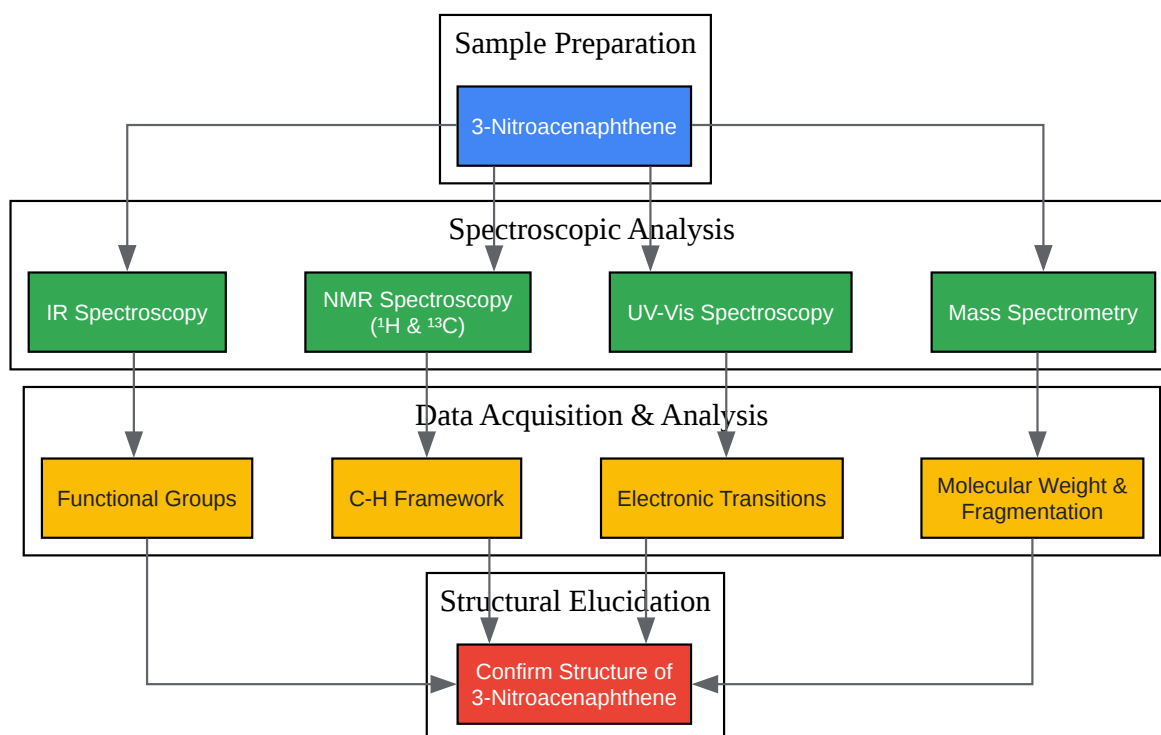 Sample Preparation
3-Nitroacenaphthene
Spectroscopic Analysis
IR Spectroscopy
NMR Spectroscopy
(¹H & ¹³C)
UV-Vis Spectroscopy
Mass Spectrometry
Data Acquisition & Analysis
Functional Groups
C-H Framework
Electronic Transitions
Molecular Weight &
Fragmentation
Structural Elucidation
Confirm Structure of
3-Nitroacenaphthene